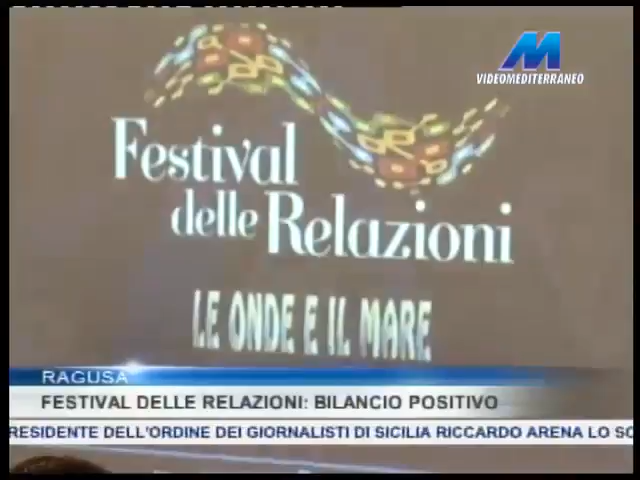 M
VIDEOMEDITERRANEO
Festival
delle Relazioni
LE ONDE E IL MARE
RAGUSA
FESTIVAL DELLE RELAZIONI: BILANCIO POSITIVO
RESIDENTE DELL'ORDINE DEI GIORNALISTI DI SICILIA RICCARDO ARENA LO SC